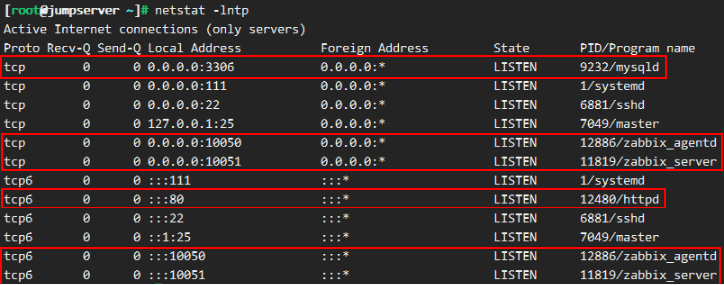 [root@jumpserver ~]# netstat -lntp
Active Internet connections (only servers)
Proto Recv-Q Send-Q Local Address           Foreign Address         State       PID/Program name
tcp        0      0 0.0.0.0:3306            0.0.0.0:*               LISTEN      9232/mysqld
tcp        0      0 0.0.0.0:111             0.0.0.0:*               LISTEN      1/systemd
tcp        0      0 0.0.0.0:22              0.0.0.0:*               LISTEN      6881/sshd
tcp        0      0 127.0.0.1:25            0.0.0.0:*               LISTEN      7049/master
tcp        0      0 0.0.0.0:10050           0.0.0.0:*               LISTEN      12886/zabbix_agentd
tcp        0      0 0.0.0.0:10051           0.0.0.0:*               LISTEN      11819/zabbix_server
tcp6       0      0 :::111                  :::*                    LISTEN      1/systemd
tcp6       0      0 :::80                   :::*                    LISTEN      12480/httpd
tcp6       0      0 :::22                   :::*                    LISTEN      6881/sshd
tcp6       0      0 ::1:25                  :::*                    LISTEN      7049/master
tcp6       0      0 :::10050                :::*                    LISTEN      12886/zabbix_agentd
tcp6       0      0 :::10051                :::*                    LISTEN      11819/zabbix_server